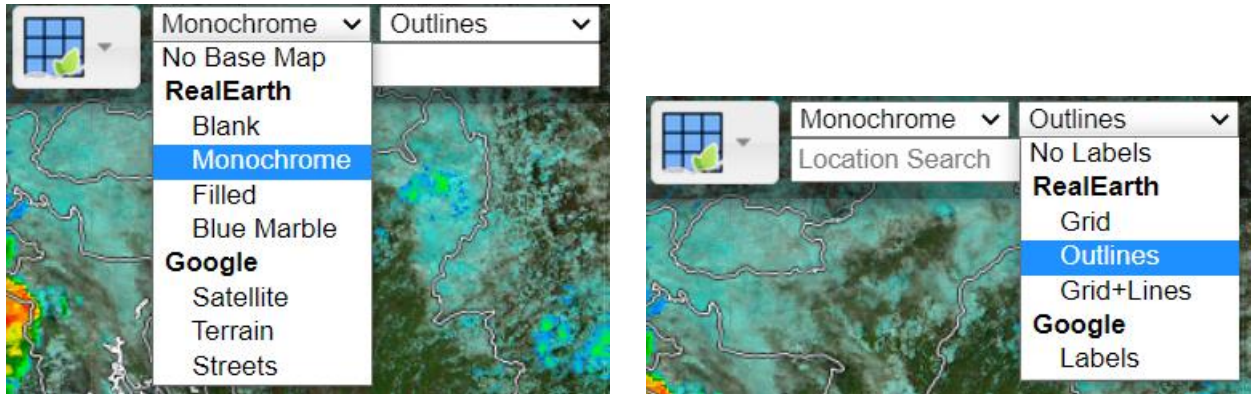 Monochrome
Outlines
No Base Map
RealEarth
Blank
Monochrome
Filled
Blue Marble
Google
Satellite
Terrain
Streets
Monochrome
Outlines
Location Search
No Labels
RealEarth
Grid
Outlines
Grid+Lines
Google
Labels